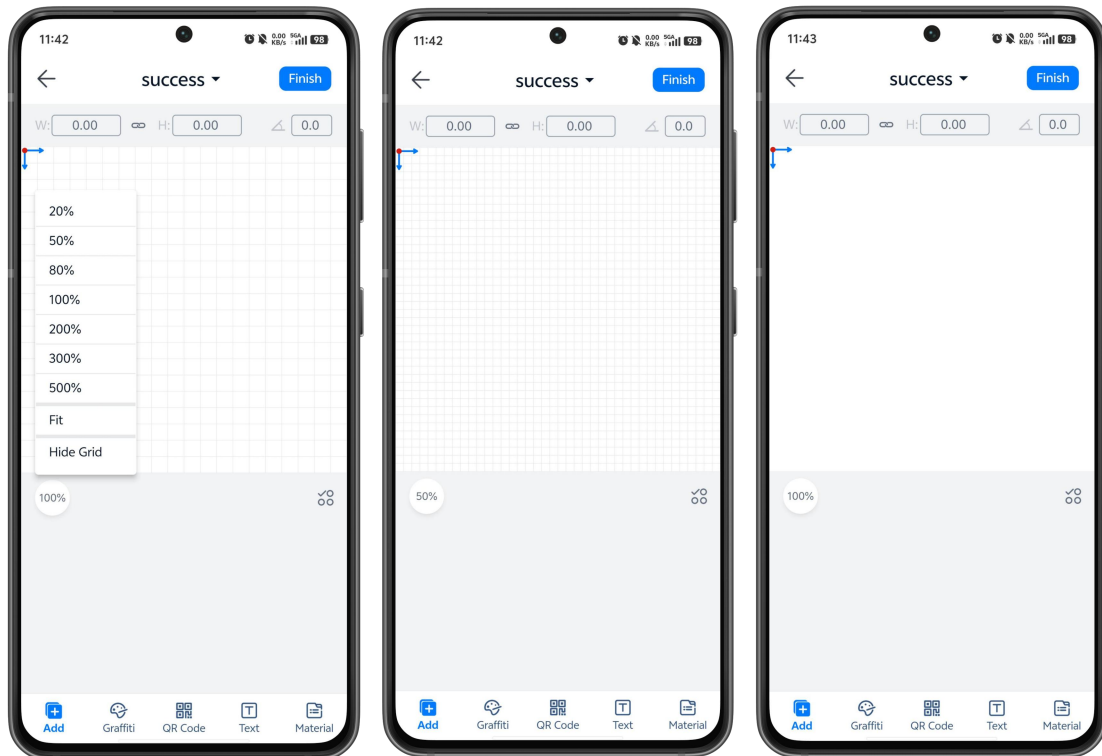 11:42
0.00 KB/s 5GA 98
success
Finish
W: 0.00 H: 0.00 0.0
20%
50%
80%
100%
200%
300%
500%
Fit
Hide Grid
100%
Add Graffiti QR Code Text Material
11:42
0.00 KB/s 5GA 98
success
Finish
W: 0.00 H: 0.00 0.0
50%
Add Graffiti QR Code Text Material
11:43
0.00 KB/s 5GA 98
success
Finish
W: 0.00 H: 0.00 0.0
100%
Add Graffiti QR Code Text Material